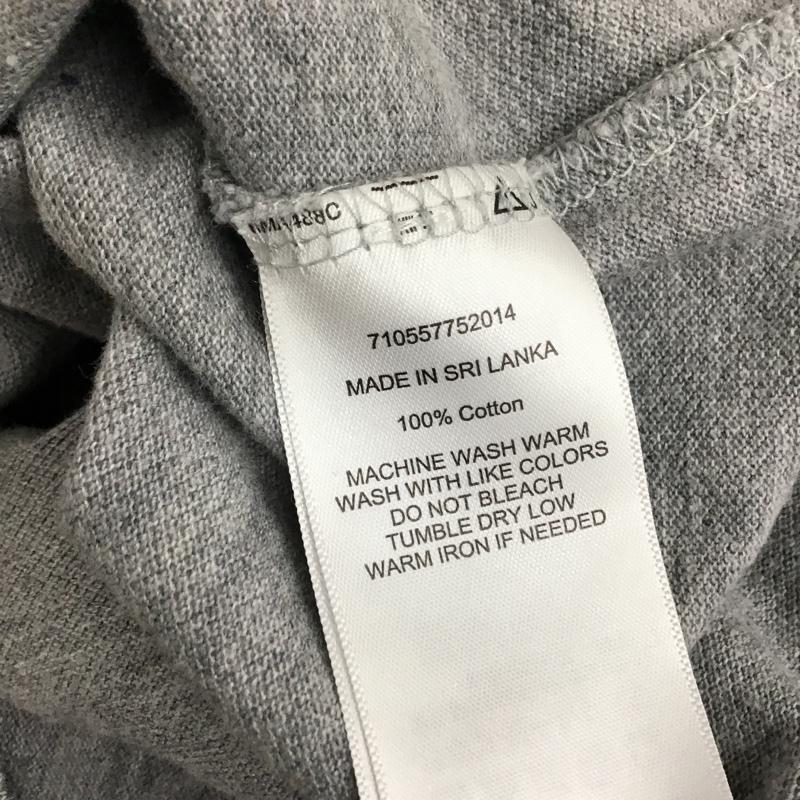 710557752014
MADE IN SRI LANKA
100% Cotton
MACHINE WASH WARM
WASH WITH LIKE COLORS
DO NOT BLEACH
TUMBLE DRY LOW
WARM IRON IF NEEDED